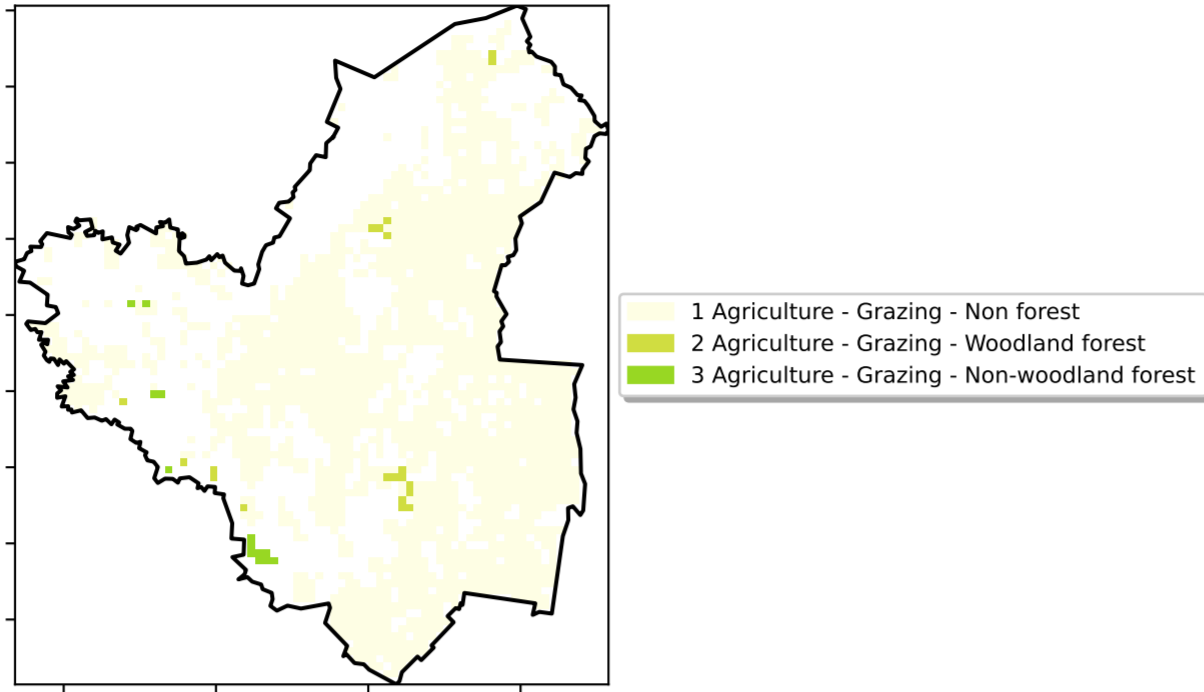 1 Agriculture - Grazing - Non forest
2 Agriculture - Grazing - Woodland forest
3 Agriculture - Grazing - Non-woodland forest